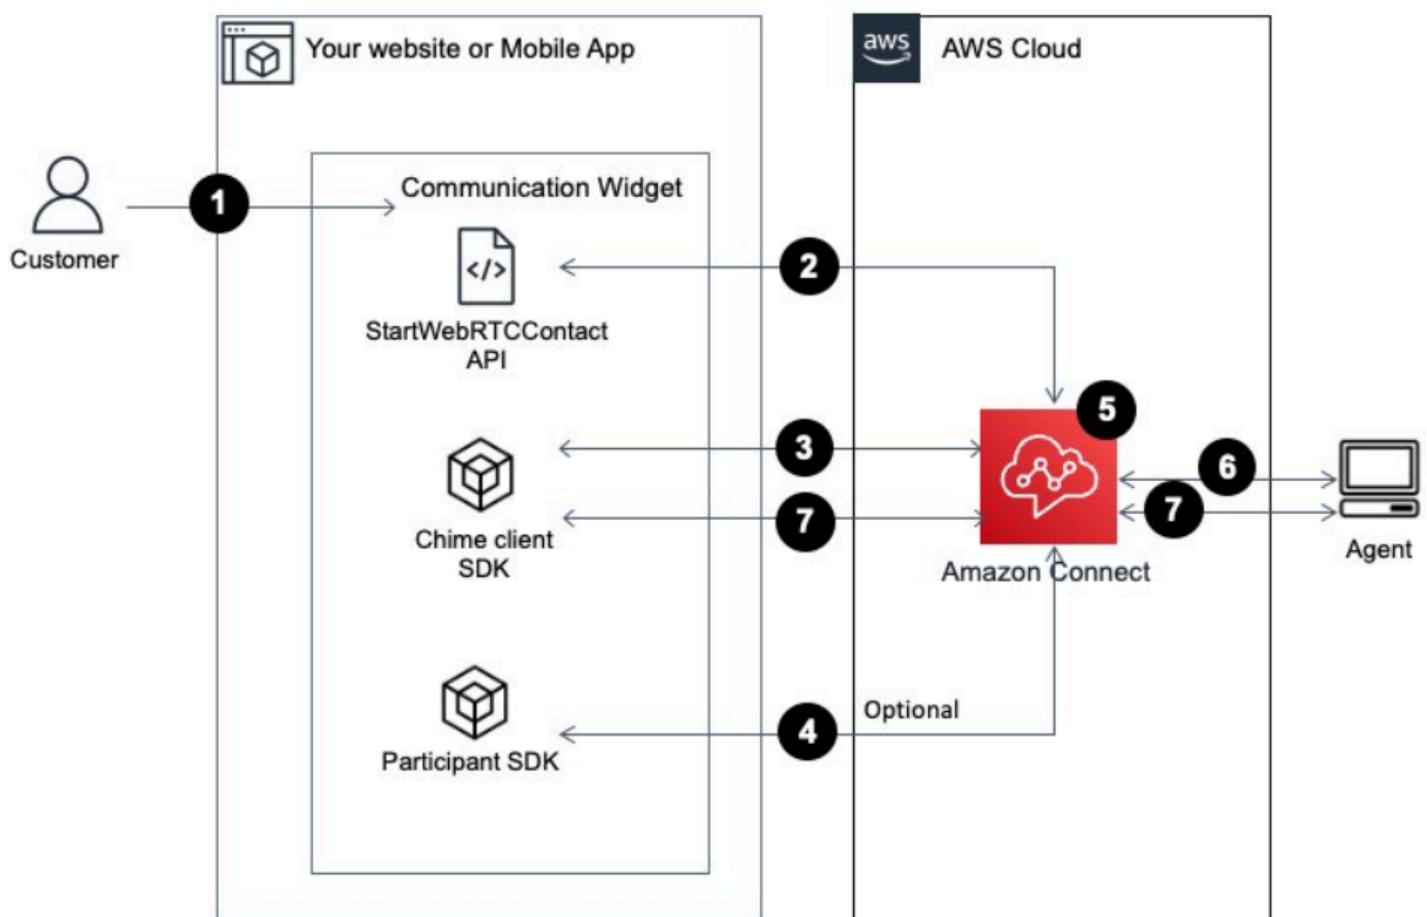 Your website or Mobile App
aws
AWS Cloud
Communication Widget
1
Customer
StartWebRTCContact
API
2
3
5
6
7
7
Chime client
SDK
Amazon Connect
Agent
Optional
4
Participant SDK